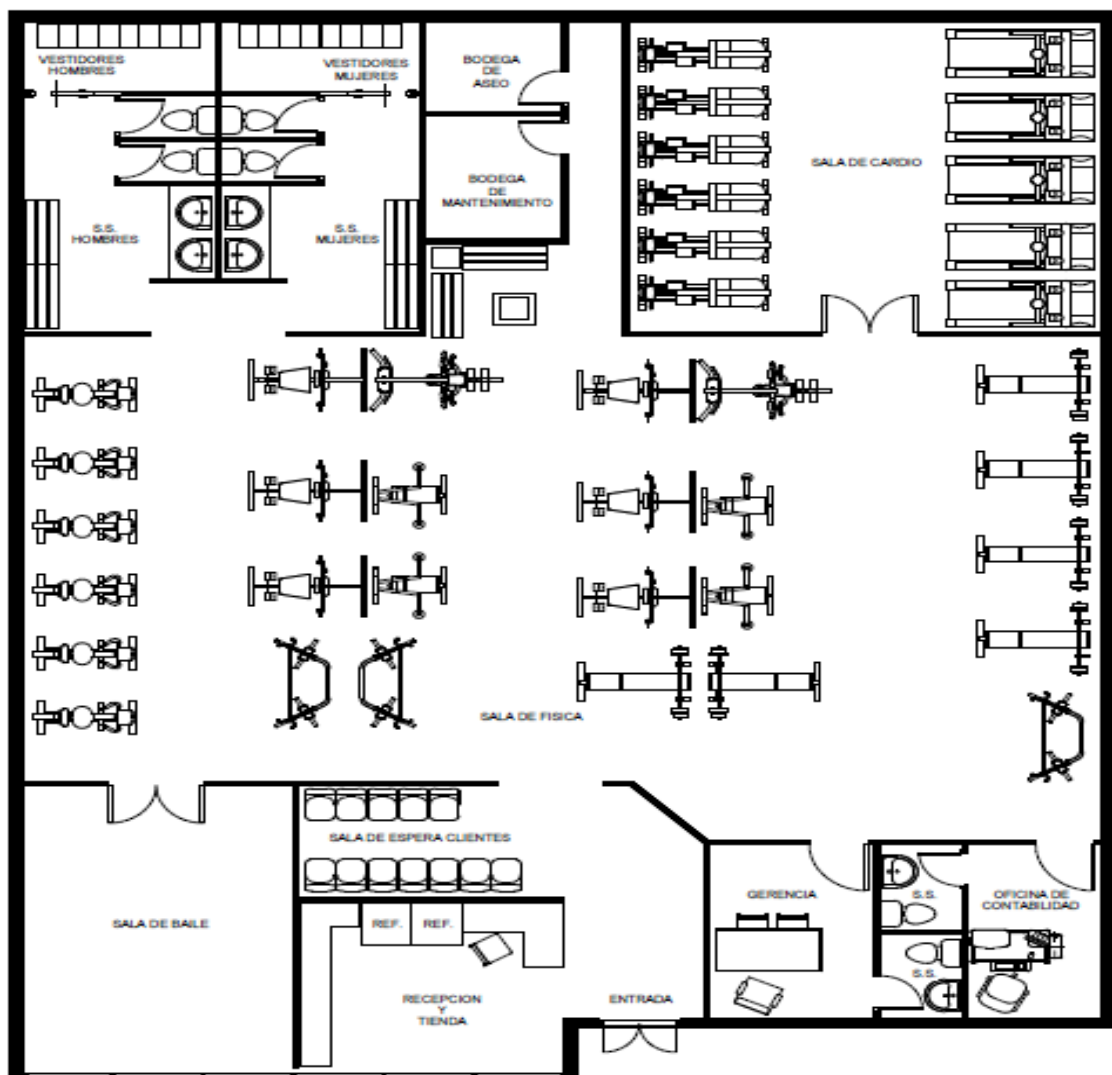 VESTIDORES
HOMBRES
VESTIDORES
MUJERES
BODEGA
DE
ASEO
SALA DE CARDIO
BODEGA
DE
MANTENIMIENTO
S.S.
HOMBRES
S.S.
MUJERES
SALA DE FISICA
SALA DE ESPERA CLIENTES
GERENCIA
S.S.
OFICINA DE
CONTABILIDAD
SALA DE BAILE
REF.
REF.
S.S.
RECEPCION
Y
TIENDA
ENTRADA